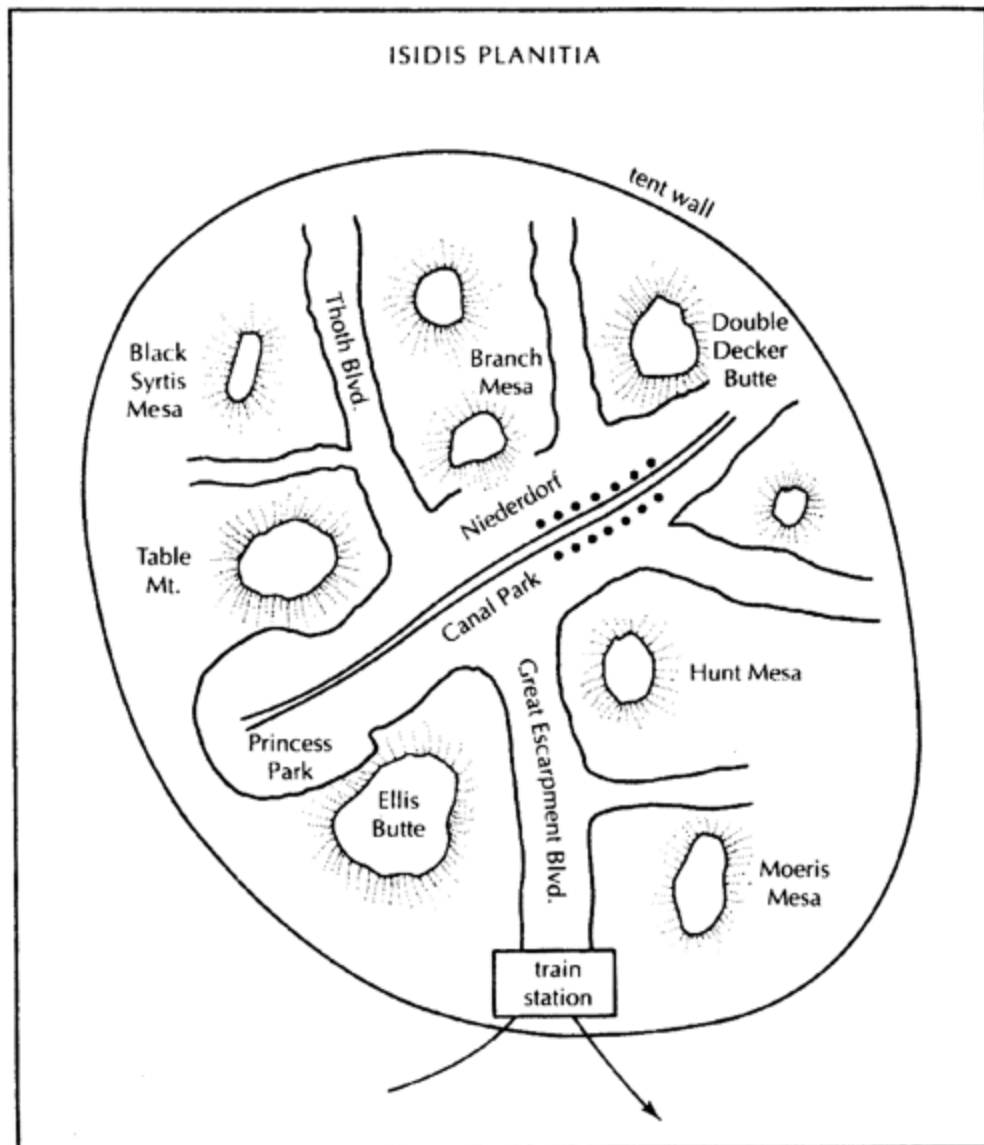 ISIDIS PLANITIA
tent wall
Thoth Blvd.
Black
Syrtis
Mesa
Branch
Mesa
Double
Decker
Butte
Niederdorf
Table
Mt.
Canal Park
Hunt Mesa
Great Escarpment Blvd.
Princess
Park
Ellis
Butte
Moeris
Mesa
train
station